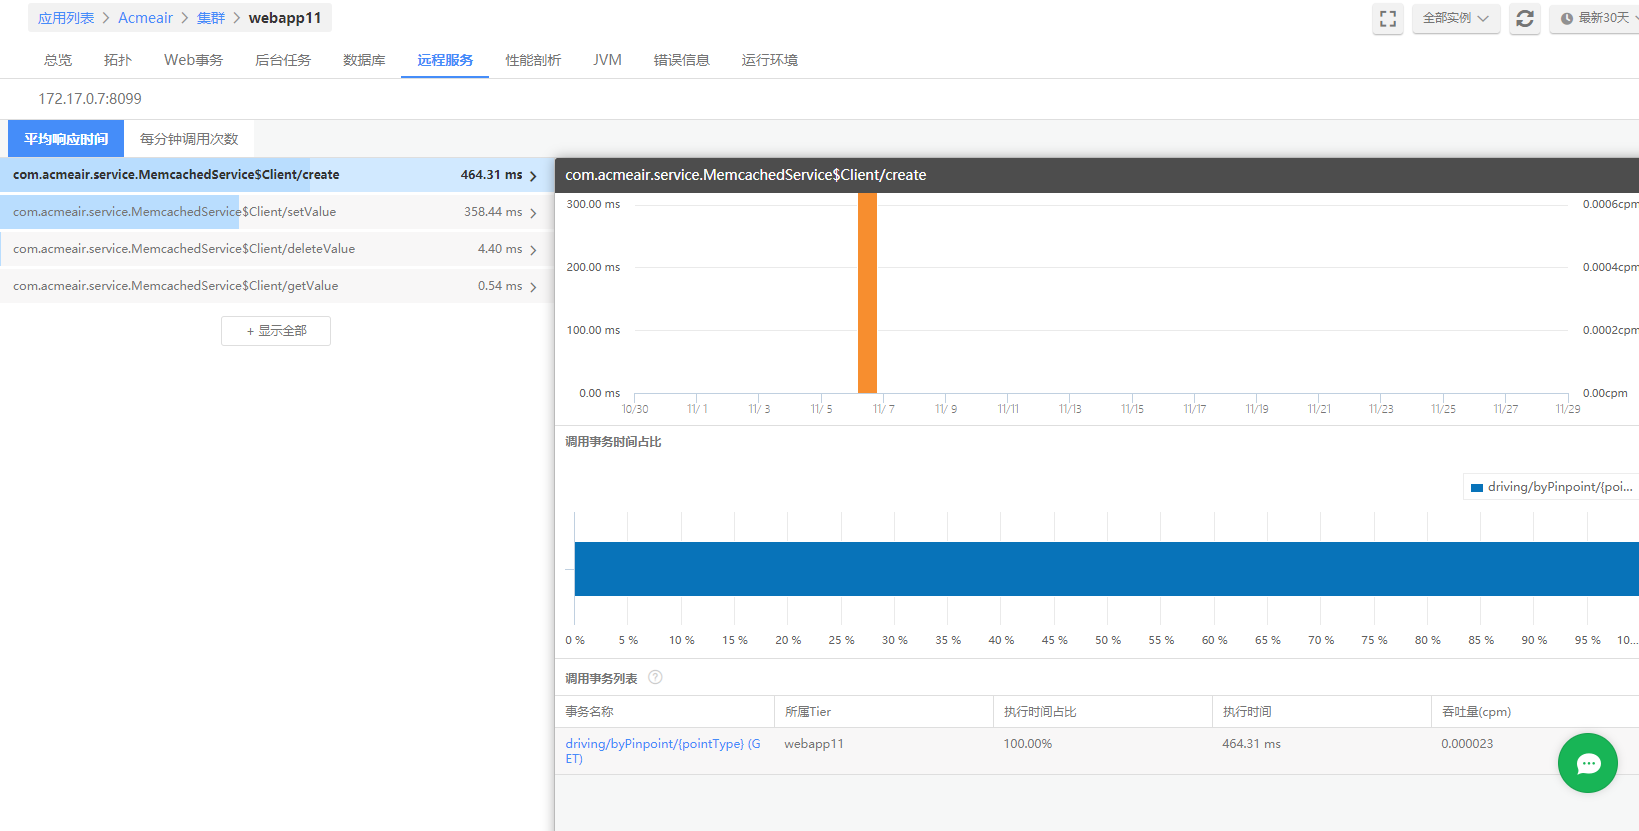 应用列表 > Acmeair > 集群 > webapp11
全部实例
最新30天
总览 拓扑 Web事务 后台任务 数据库 远程服务 性能剖析 JVM 错误信息 运行环境
172.17.0.7:8099
平均响应时间 每分钟调用次数
com.acmeair.service.MemcachedService$Client/create 464.31 ms
com.acmeair.service.MemcachedService$Client/setValue 358.44 ms
com.acmeair.service.MemcachedService$Client/deleteValue 4.40 ms
com.acmeair.service.MemcachedService$Client/getValue 0.54 ms
+ 显示全部
com.acmeair.service.MemcachedService$Client/create
300.00 ms 0.0006cpm
200.00 ms 0.0004cpm
100.00 ms 0.0002cpm
0.00 ms 0.00cpm
10/30 11/ 1 11/ 3 11/ 5 11/ 7 11/ 9 11/11 11/13 11/15 11/17 11/19 11/21 11/23 11/25 11/27 11/29
调用事务时间占比
driving/byPinpoint/{poi...
0 % 5 % 10 % 15 % 20 % 25 % 30 % 35 % 40 % 45 % 50 % 55 % 60 % 65 % 70 % 75 % 80 % 85 % 90 % 95 % 10...
调用事务列表 ?
事务名称 所属Tier 执行时间占比 执行时间 吞吐量(cpm)
driving/byPinpoint/{pointType} (G webapp11 100.00% 464.31 ms 0.000023
ET)